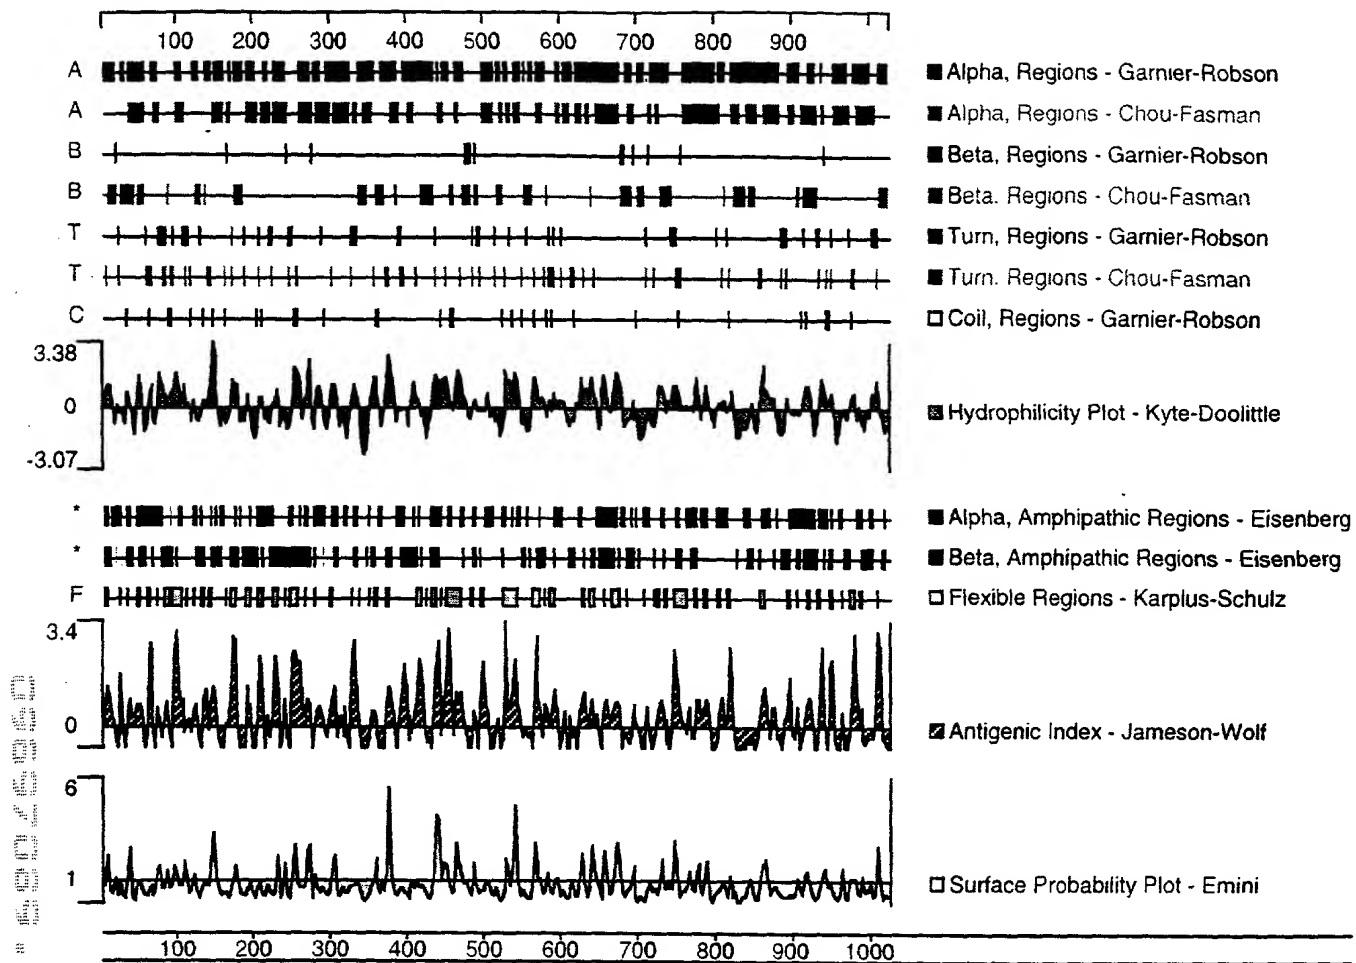 100 200 300 400 500 600 700 800 900
A Alpha, Regions - Garnier-Robson
A Alpha, Regions - Chou-Fasman
B Beta, Regions - Garnier-Robson
B Beta. Regions - Chou-Fasman
T Turn, Regions - Garnier-Robson
T Turn. Regions - Chou-Fasman
C Coil, Regions - Garnier-Robson
3.38
0
-3.07
Hydrophilicity Plot - Kyte-Doolittle
* Alpha, Amphipathic Regions - Eisenberg
* Beta, Amphipathic Regions - Eisenberg
F Flexible Regions - Karplus-Schulz
3.4
0
Antigenic Index - Jameson-Wolf
6
1
Surface Probability Plot - Emini
100 200 300 400 500 600 700 800 900 1000